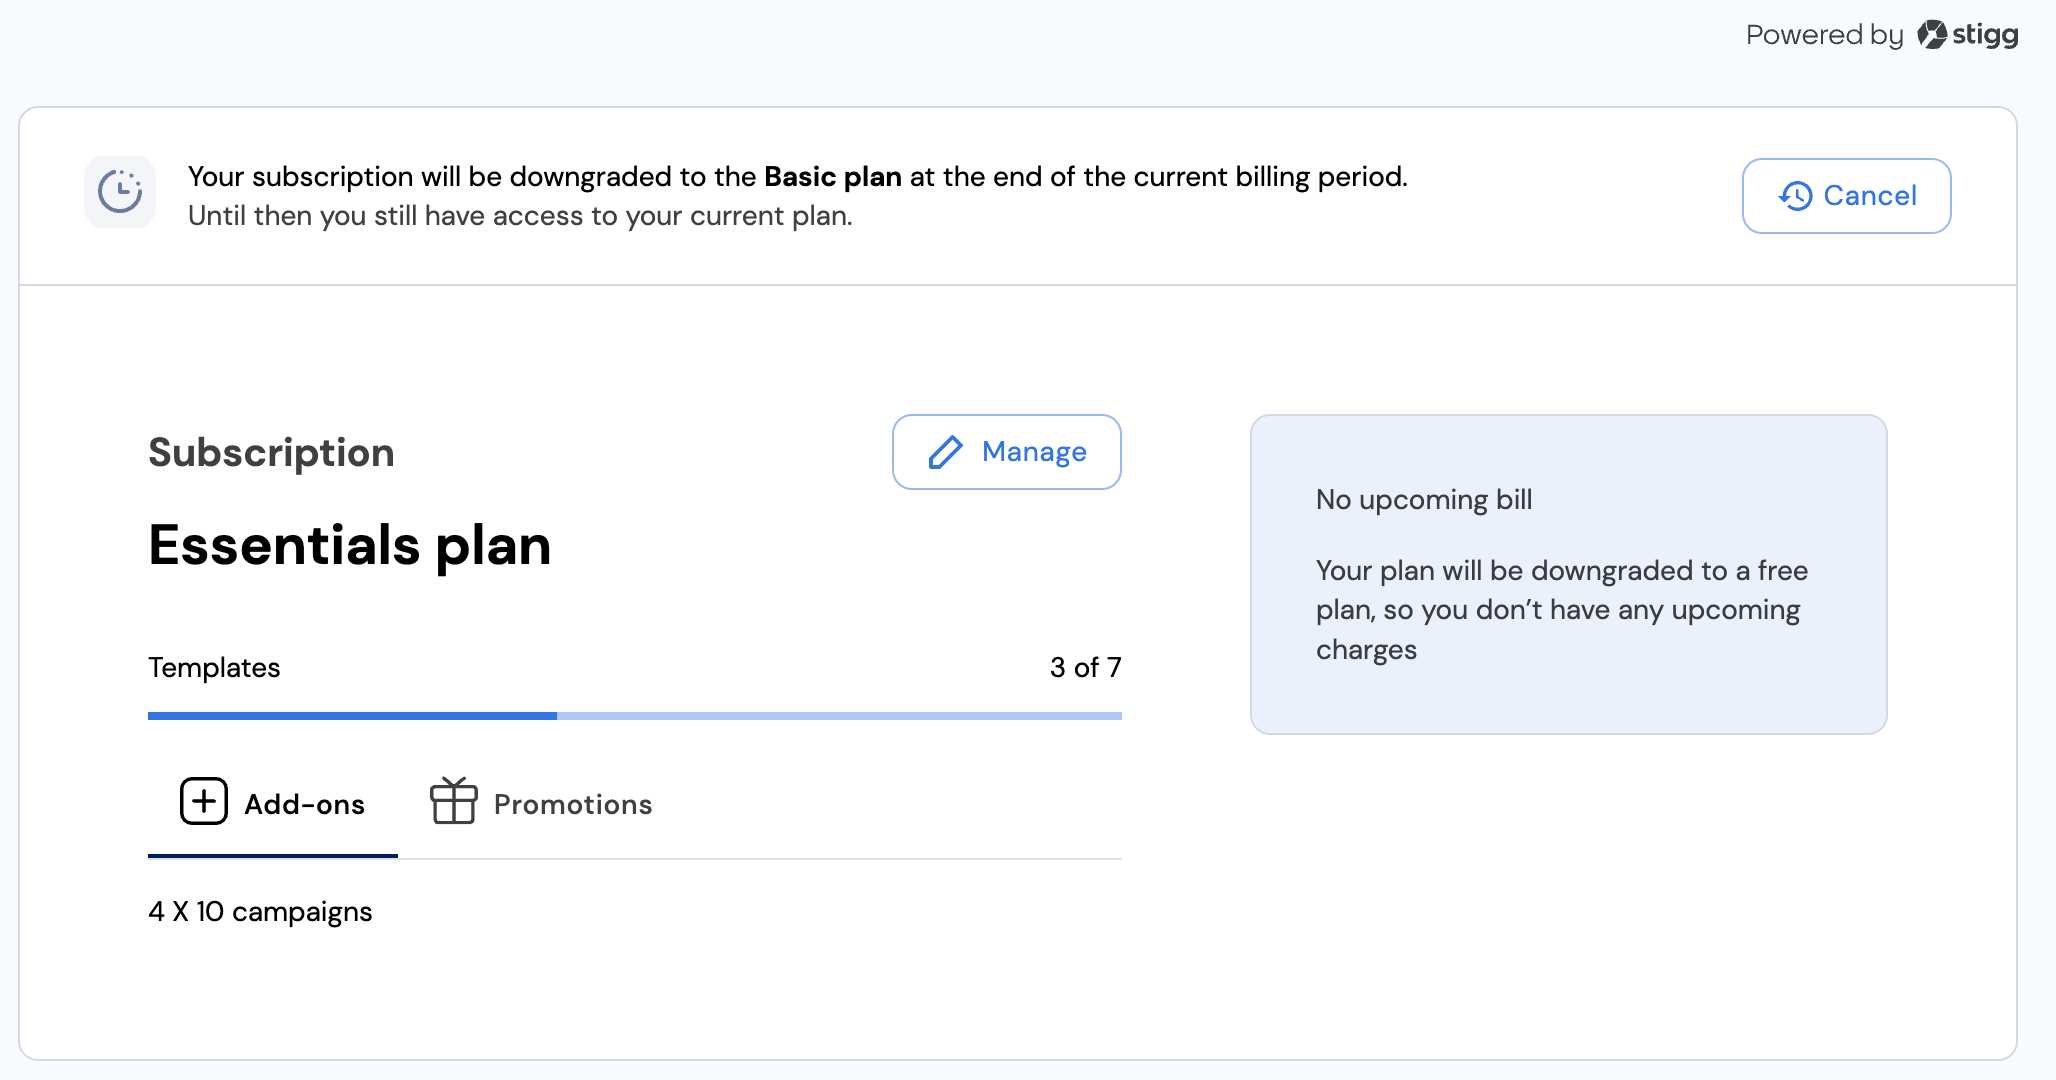 Powered by stigg
Your subscription will be downgraded to the Basic plan at the end of the current billing period.
Until then you still have access to your current plan.
Cancel
Subscription
Manage
Essentials plan
Templates
3 of 7
Add-ons
Promotions
4 X 10 campaigns
No upcoming bill
Your plan will be downgraded to a free
plan, so you don’t have any upcoming
charges